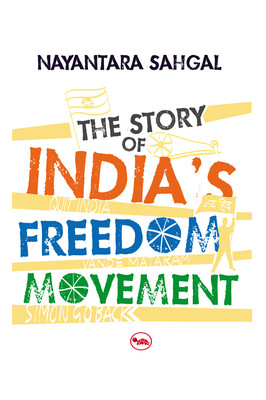 NAYANTARA SAHGAL
THE STORY
OF
INDIA'S
QUIT INDIA
FREEDOM
VANDE MATARAM
MOVEMENT
SIMON GO BACK